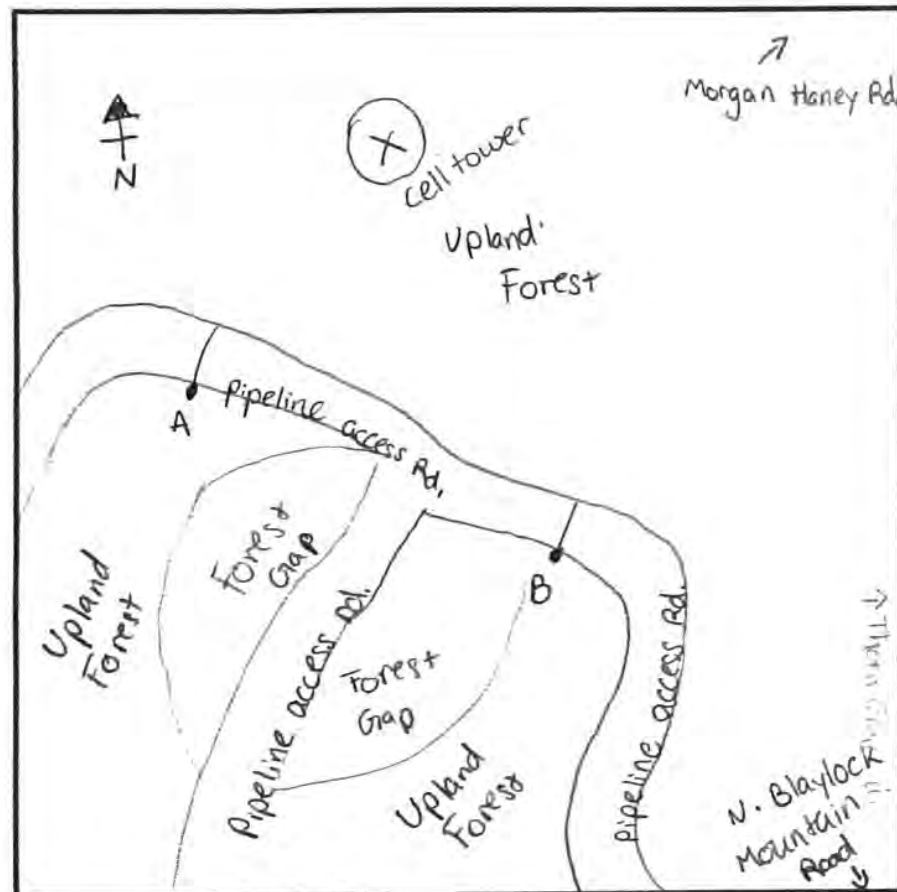 Morgan Haney Rd.
N
X
cell tower
Upland
Forest
A
pipeline access Rd.
Forest
Gap
Upland
Forest
B
Pipeline access Rd.
Forest
Gap
Pipeline access Rd.
Upland
Forest
N. Blaylock
Mountain
Road